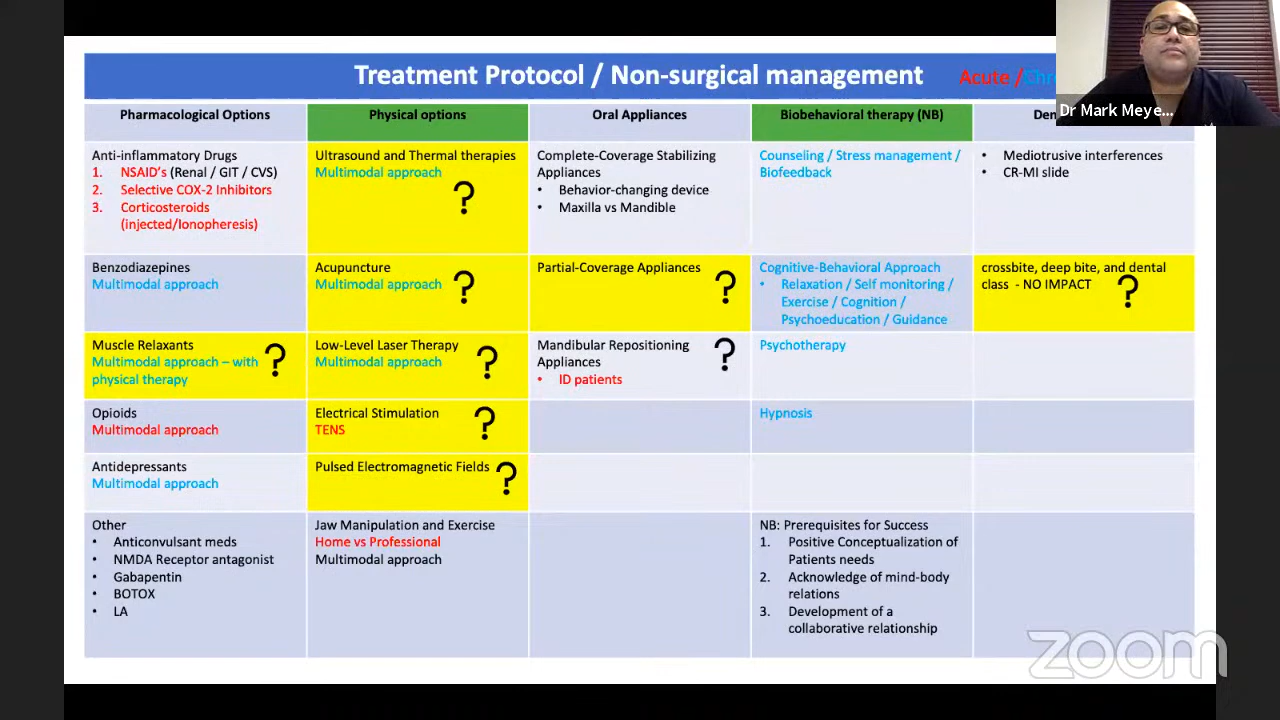 Treatment Protocol / Non-surgical management Acute /
Dr Mark Meye...
Pharmacological Options
Physical options
Oral Appliances
Biobehavioral therapy (NB)
Anti-inflammatory Drugs
1. NSAID's (Renal / GIT / CVS)
2. Selective COX-2 Inhibitors
3. Corticosteroids
(injected/Ionopheresis)
Ultrasound and Thermal therapies
Multimodal approach
?
Complete-Coverage Stabilizing
Appliances
• Behavior-changing device
• Maxilla vs Mandible
Counseling / Stress management /
Biofeedback
• Mediotrusive interferences
• CR-MI slide
Benzodiazepines
Multimodal approach
Acupuncture
Multimodal approach
?
Partial-Coverage Appliances
?
Cognitive-Behavioral Approach
• Relaxation / Self monitoring /
Exercise / Cognition /
Psychoeducation / Guidance
crossbite, deep bite, and dental
class - NO IMPACT
?
Muscle Relaxants
Multimodal approach – with
physical therapy
?
Low-Level Laser Therapy
Multimodal approach
?
Mandibular Repositioning
Appliances
• ID patients
?
Psychotherapy
Opioids
Multimodal approach
Electrical Stimulation
TENS
?
Hypnosis
Antidepressants
Multimodal approach
Pulsed Electromagnetic Fields
?
Other
• Anticonvulsant meds
• NMDA Receptor antagonist
• Gabapentin
• BOTOX
• LA
Jaw Manipulation and Exercise
Home vs Professional
Multimodal approach
NB: Prerequisites for Success
1. Positive Conceptualization of
Patients needs
2. Acknowledge of mind-body
relations
3. Development of a
collaborative relationship
zoom